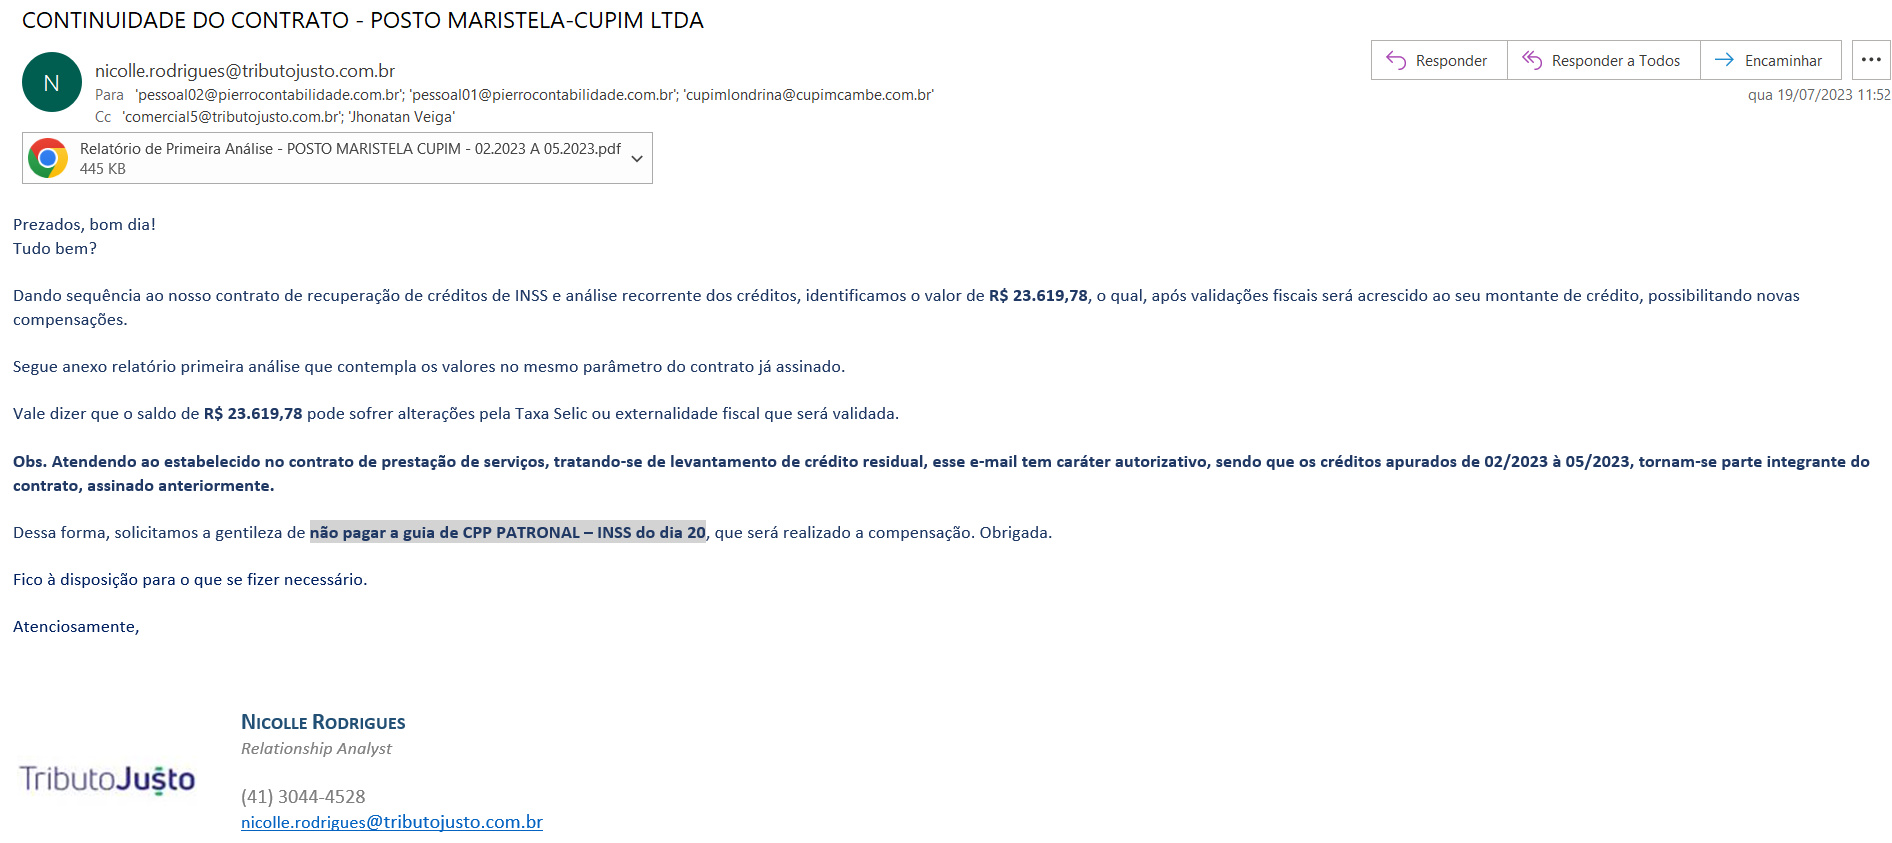 CONTINUIDADE DO CONTRATO - POSTO MARISTELA-CUPIM LTDA
N
nicolle.rodrigues@tributojusto.com.br
Para 'pessoal02@pierrocontabilidade.com.br'; 'pessoal01@pierrocontabilidade.com.br'; 'cupimlondrina@cupimcambe.com.br'
Cc 'comercial5@tributojusto.com.br'; 'Jhonatan Veiga'
Responder
Responder a Todos
Encaminhar
qua 19/07/2023 11:52
Relatório de Primeira Análise - POSTO MARISTELA CUPIM - 02.2023 A 05.2023.pdf
445 KB
Prezados, bom dia!
Tudo bem?
Dando sequência ao nosso contrato de recuperação de créditos de INSS e análise recorrente dos créditos, identificamos o valor de R$ 23.619,78, o qual, após validações fiscais será acrescido ao seu montante de crédito, possibilitando novas
compensações.
Segue anexo relatório primeira análise que contempla os valores no mesmo parâmetro do contrato já assinado.
Vale dizer que o saldo de R$ 23.619,78 pode sofrer alterações pela Taxa Selic ou externalidade fiscal que será validada.
Obs. Atendendo ao estabelecido no contrato de prestação de serviços, tratando-se de levantamento de crédito residual, esse e-mail tem caráter autorizativo, sendo que os créditos apurados de 02/2023 à 05/2023, tornam-se parte integrante do
contrato, assinado anteriormente.
Dessa forma, solicitamos a gentileza de não pagar a guia de CPP PATRONAL – INSS do dia 20, que será realizado a compensação. Obrigada.
Fico à disposição para o que se fizer necessário.
Atenciosamente,
NICOLLE RODRIGUES
Relationship Analyst
TributoJusto
(41) 3044-4528
nicolle.rodrigues@tributojusto.com.br